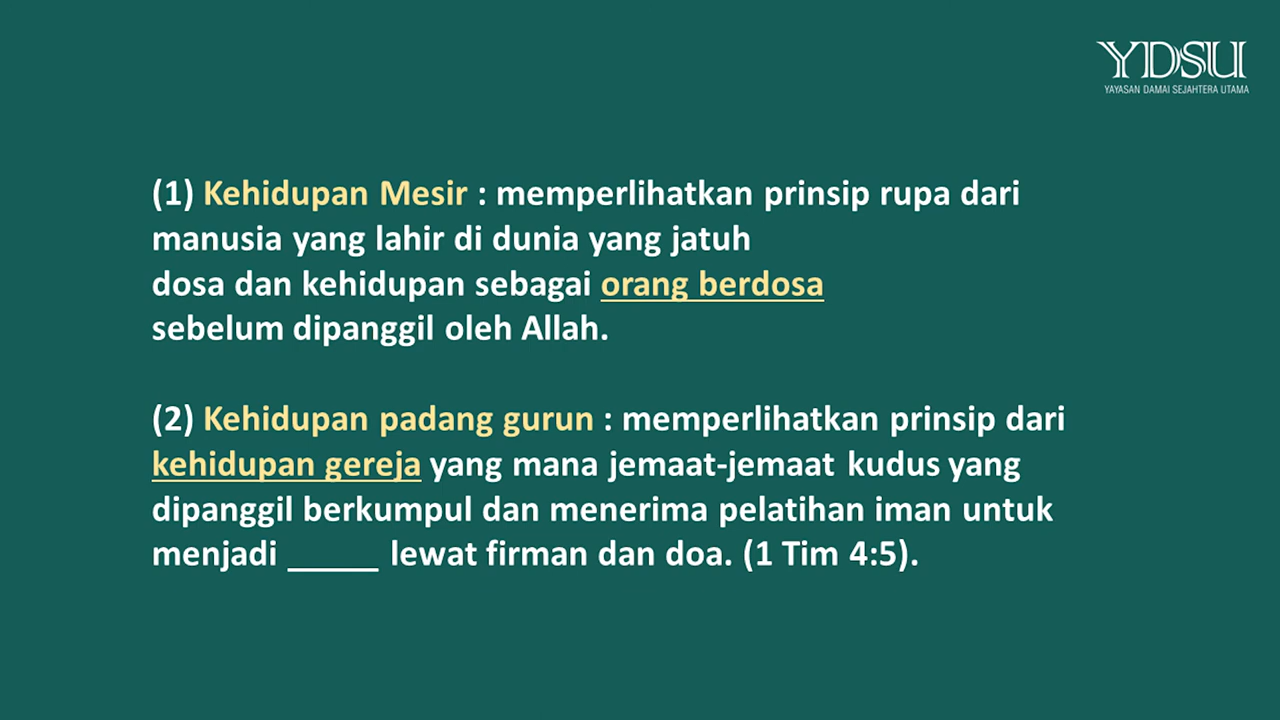 YDSU
YAYASAN DAMAI SEJAHTERA UTAMA
(1) Kehidupan Mesir : memperlihatkan prinsip rupa dari
manusia yang lahir di dunia yang jatuh
dosa dan kehidupan sebagai orang berdosa
sebelum dipanggil oleh Allah.
(2) Kehidupan padang gurun : memperlihatkan prinsip dari
kehidupan gereja yang mana jemaat-jemaat kudus yang
dipanggil berkumpul dan menerima pelatihan iman untuk
menjadi _____ lewat firman dan doa. (1 Tim 4:5).